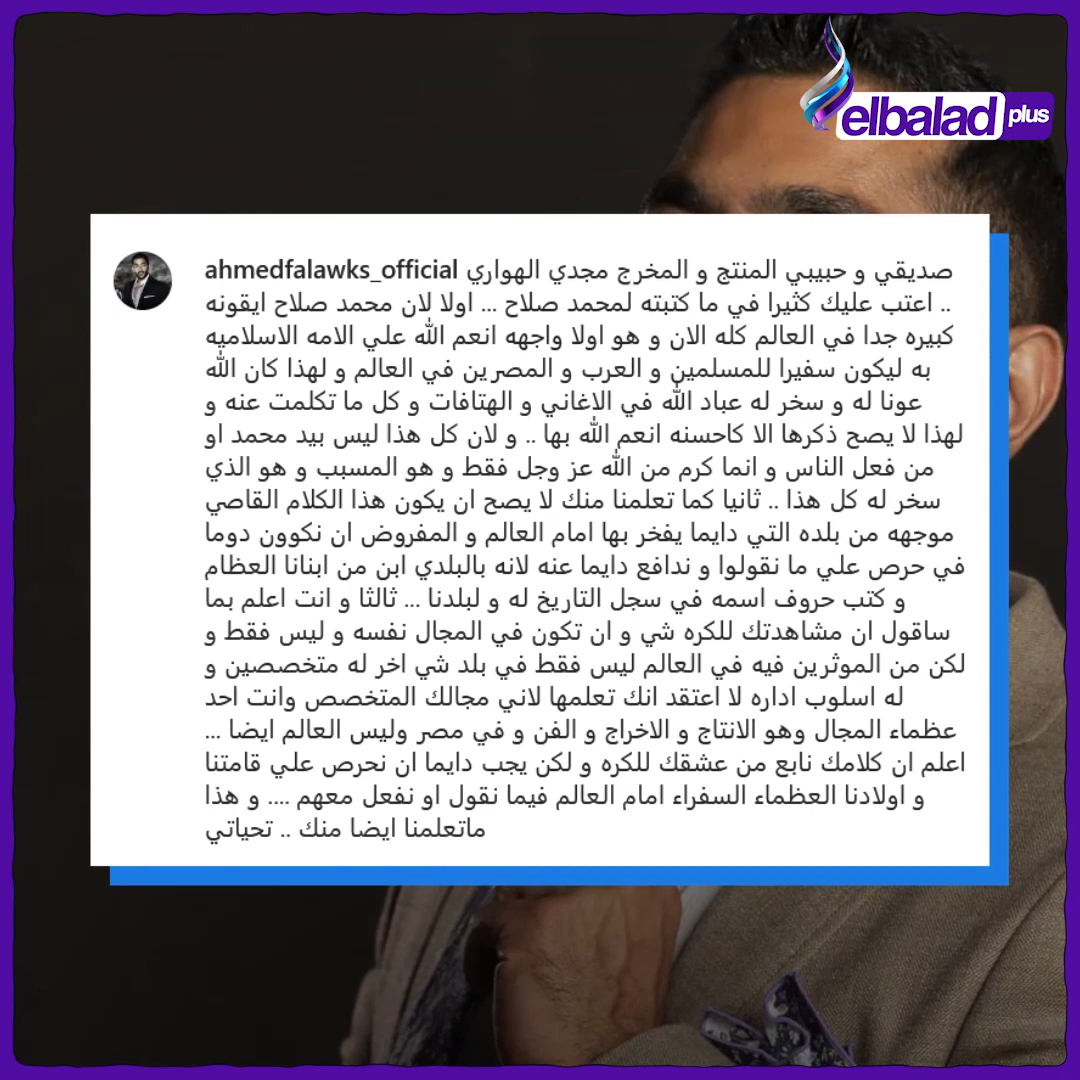 elbalad plus
ahmedfalawks_official صديقي و حبيبي المنتج و المخرج مجدي الهواري
.. اعتب عليك كثيرا في ما كتبته لمحمد صلاح ... اولا لان محمد صلاح ايقونه
كبيره جدا في العالم كله الان و هو اولا واجهه انعم الله علي الامه الاسلاميه
به ليكون سفيرا للمسلمين و العرب و المصرين في العالم و لهذا كان الله
عونا له و سخر له عباد الله في الاغاني و الهتافات و كل ما تكلمت عنه و
لهذا لا يصح ذكرها الا كاحسنه انعم الله بها .. و لان كل هذا ليس بيد محمد او
من فعل الناس و انما كرم من الله عز وجل فقط و هو المسبب و هو الذي
سخر له كل هذا .. ثانيا كما تعلمنا منك لا يصح ان يكون هذا الكلام القاصي
موجهه من بلده التي دايما يفخر بها امام العالم و المفروض ان نكوون دوما
في حرص علي ما نقولوا و ندافع دايما عنه لانه بالبلدي ابن من ابنانا العظام
و كتب حروف اسمه في سجل التاريخ له و لبلدنا ... ثالثا و انت اعلم بما
ساقول ان مشاهدتك للكره شي و ان تكون في المجال نفسه و ليس فقط و
لكن من الموثرين فيه في العالم ليس فقط في بلد شي اخر له متخصصين و
له اسلوب اداره لا اعتقد انك تعلمها لاني مجالك المتخصص وانت احد
عظماء المجال وهو الانتاج و الاخراج و الفن و في مصر وليس العالم ايضا ...
اعلم ان كلامك نابع من عشقك للكره و لكن يجب دايما ان نحرص علي قامتنا
و اولادنا العظماء السفراء امام العالم فيما نقول او نفعل معهم .... و هذا
ماتعلمنا ايضا منك .. تحياتي